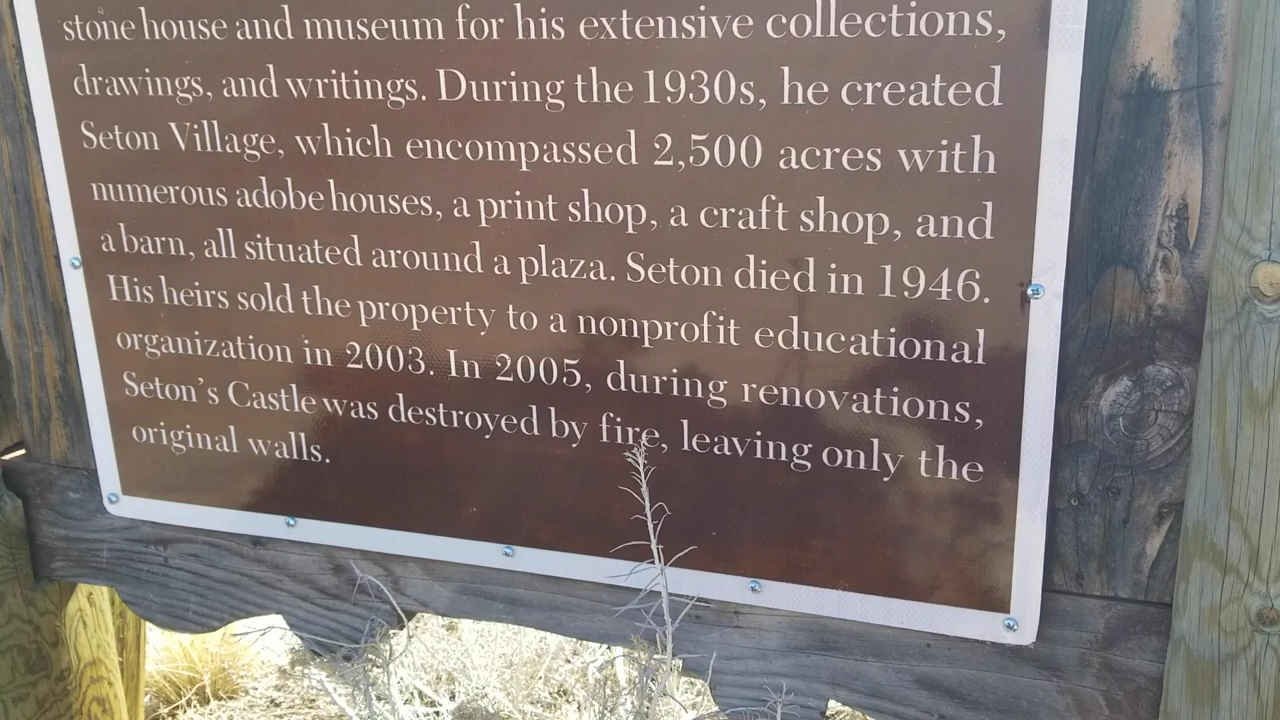 stone house and museum for his extensive collections,
drawings, and writings. During the 1930s, he created
Seton Village, which encompassed 2,500 acres with
numerous adobe houses, a print shop, a craft shop, and
a barn, all situated around a plaza. Seton died in 1946.
His heirs sold the property to a nonprofit educational
organization in 2003. In 2005, during renovations,
Seton's Castle was destroyed by fire, leaving only the
original walls.